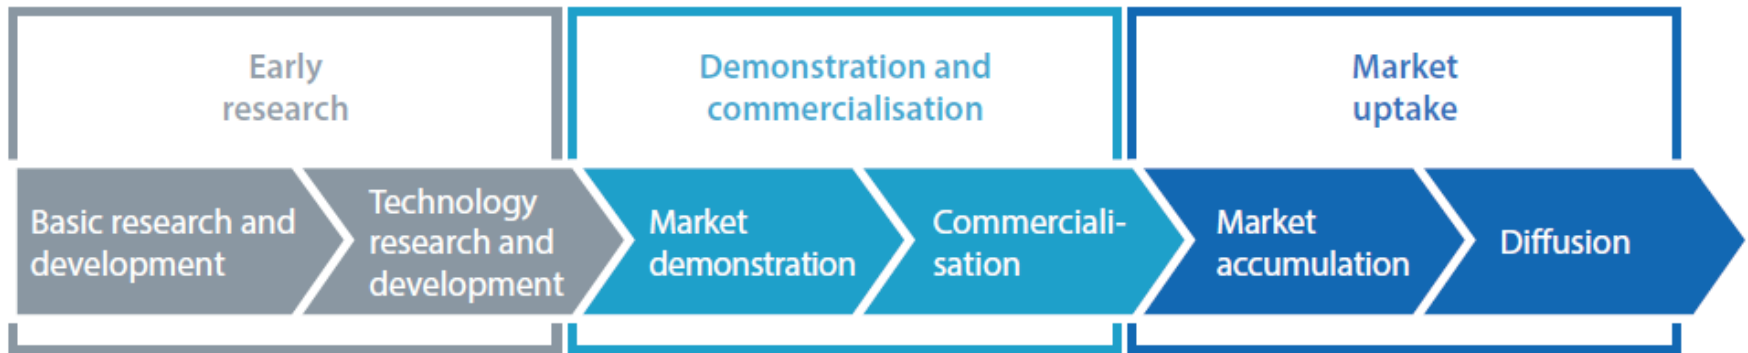 Early
research
Demonstration and
commercialisation
Market
uptake
Basic research and
development
Technology
research and
development
Market
demonstration
Commerciali-
sation
Market
accumulation
Diffusion